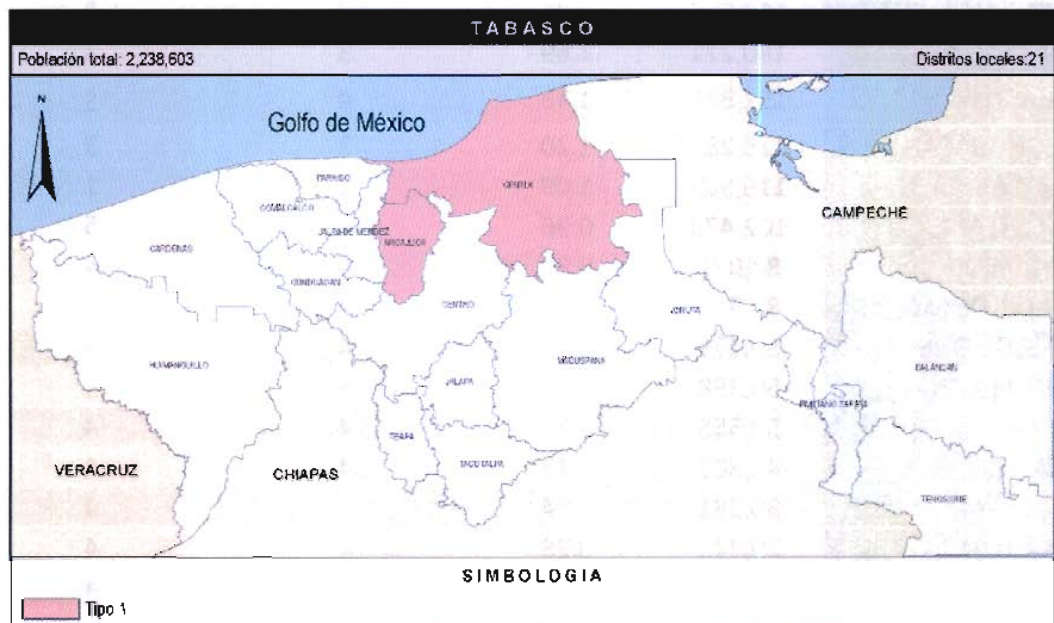 TABASCO
Población total: 2,238,603
Distritos locales:21
N
Golfo de México
PARAISO
CENTLA
COMALCALCO
CAMPECHE
JALPA DE MENDEZ
NACAJUCA
CARDENAS
CUNDUACAN
CENTRO
JONUTA
HUIMANGUILLO
MACUSPANA
BALANCAN
JALAPA
EMILIANO ZAPATA
TEAPA
VERACRUZ
CHIAPAS
TACOTALPA
TENOSIQUE
SIMBOLOGIA
Tipo 1